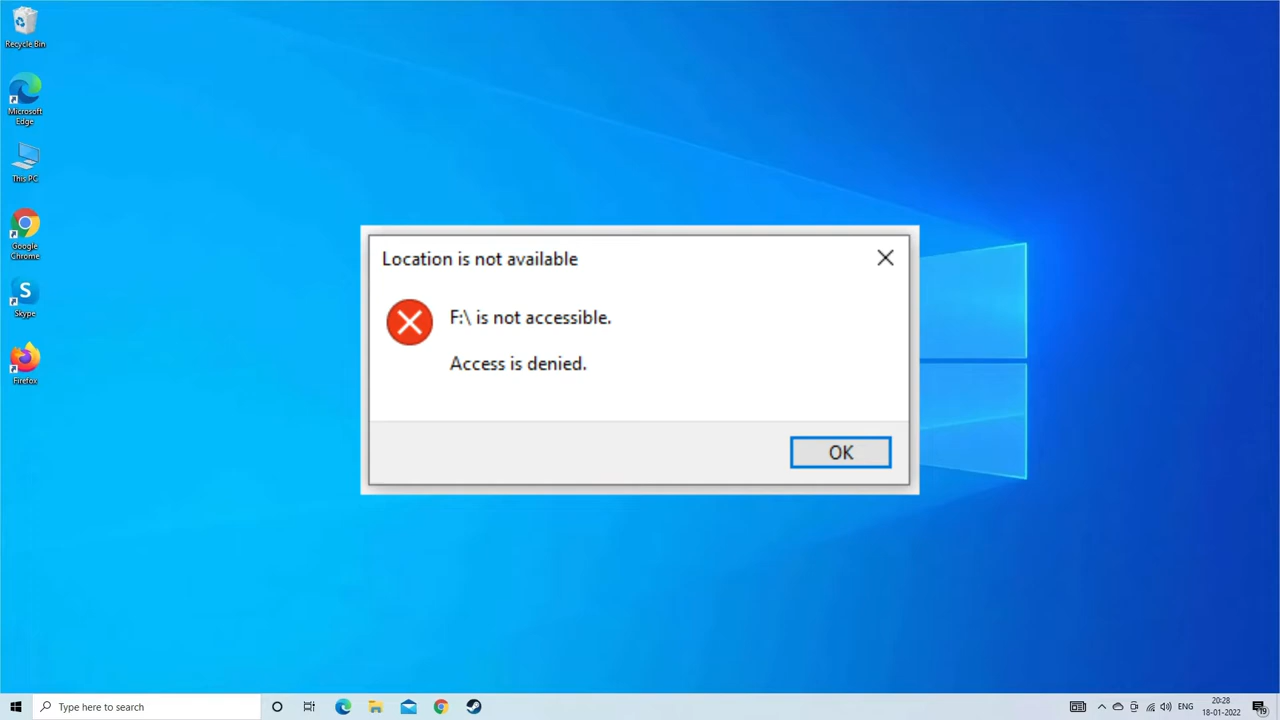 Recycle Bin
Microsoft
Edge
This PC
Google
Chrome
S
Skype
Firefox
Location is not available
F:\ is not accessible.
Access is denied.
OK
Type here to search
ENG
20:28
18-01-2022
19